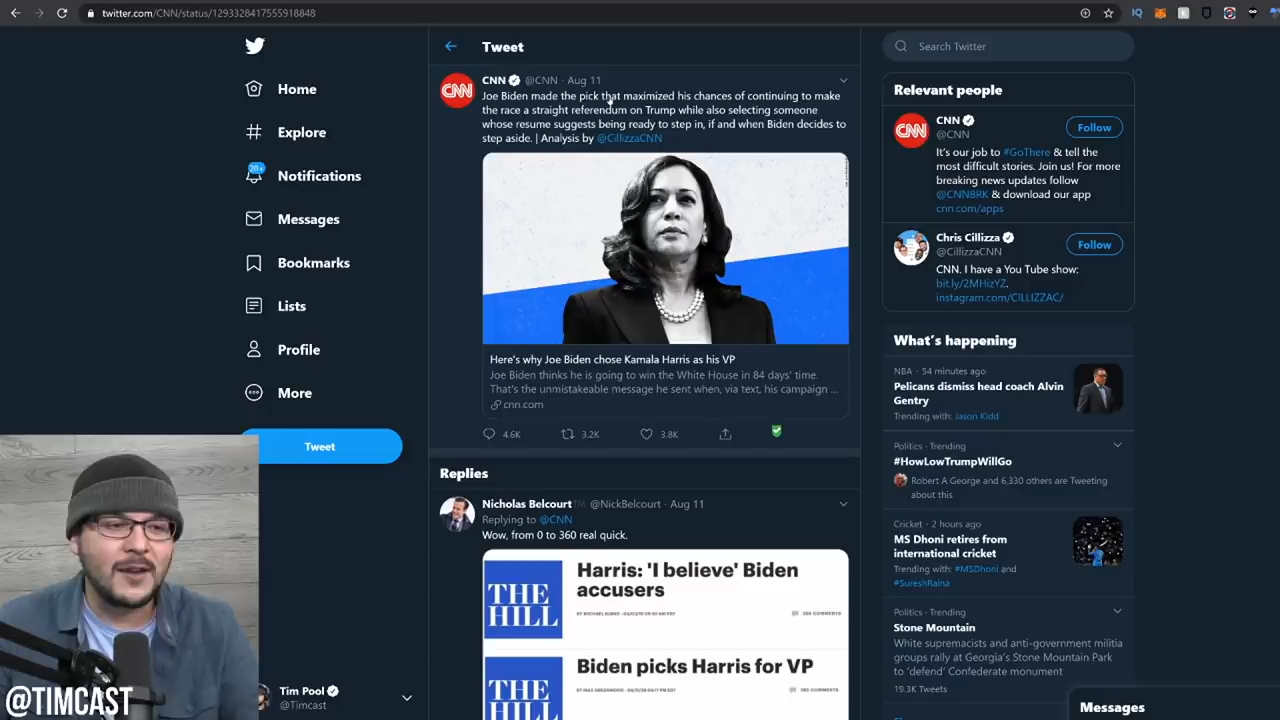 twitter.com/CNN/status/1293328417555918848
Home
Explore
20+
Notifications
Messages
Bookmarks
Lists
Profile
More
Tweet
Tim Pool
@Timcast
@TIMCAST
Tweet
CNN
CNN @CNN · Aug 11
Joe Biden made the pick that maximized his chances of continuing to make
the race a straight referendum on Trump while also selecting someone
whose resume suggests being ready to step in, if and when Biden decides to
step aside. | Analysis by @CillizzaCNN
Here's why Joe Biden chose Kamala Harris as his VP
Joe Biden thinks he is going to win the White House in 84 days' time.
That's the unmistakeable message he sent when, via text, his campaign ...
cnn.com
4.6K 3.2K 3.8K
Replies
Nicholas Belcourt™ @NickBelcourt · Aug 11
Replying to @CNN
Wow, from 0 to 360 real quick.
THE
HILL
Harris: 'I believe' Biden
accusers
THE
HILL
Biden picks Harris for VP
Search Twitter
Relevant people
CNN
CNN
@CNN
Follow
It's our job to #GoThere & tell the
most difficult stories. Join us! For more
breaking news updates follow
@CNNBRK & download our app
cnn.com/apps
Chris Cillizza
@CillizzaCNN
Follow
CNN. I have a You Tube show:
bit.ly/2MHizYZ.
instagram.com/CILLIZZAC/
What's happening
NBA · 54 minutes ago
Pelicans dismiss head coach Alvin
Gentry
Trending with: Jason Kidd
Politics · Trending
#HowLowTrumpWillGo
Robert A George and 6,330 others are Tweeting
about this
Cricket · 2 hours ago
MS Dhoni retires from
international cricket
Trending with: #MSDhoni and
#SureshRaina
Politics · Trending
Stone Mountain
White supremacists and anti-government militia
groups rally at Georgia's Stone Mountain Park
to 'defend' Confederate monument
19.3K Tweets
Messages